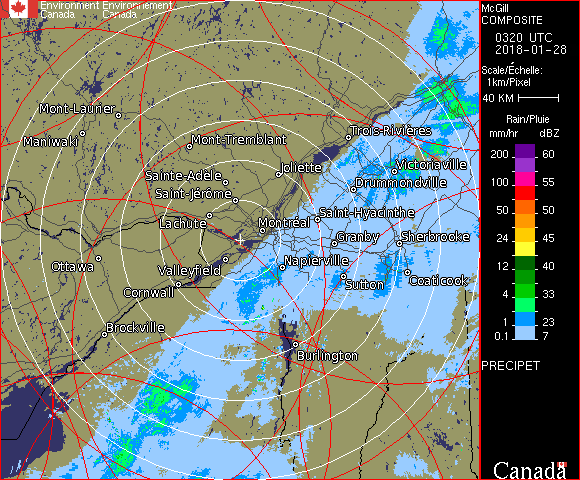 Environment Environnement
Canada Canada
McGill
COMPOSITE
0320 UTC
2018-01-28
Scale/Échelle:
1km/Pixel
40 KM
Rain/Pluie
mm/hr dBZ
200 60
100 55
50 50
24 45
12 40
4 33
1 23
0.1 7
PRECIPET
Canada
Mont-Laurier
Maniwaki
Mont-Tremblant
Trois-Rivières
Sainte-Adèle
Joliette
Victoriaville
Drummondville
Saint-Jérôme
Lachute
Montréal
Saint-Hyacinthe
Granby
Sherbrooke
Ottawa
Valleyfield
Napierville
Cornwall
Sutton
Coaticook
Brockville
Burlington